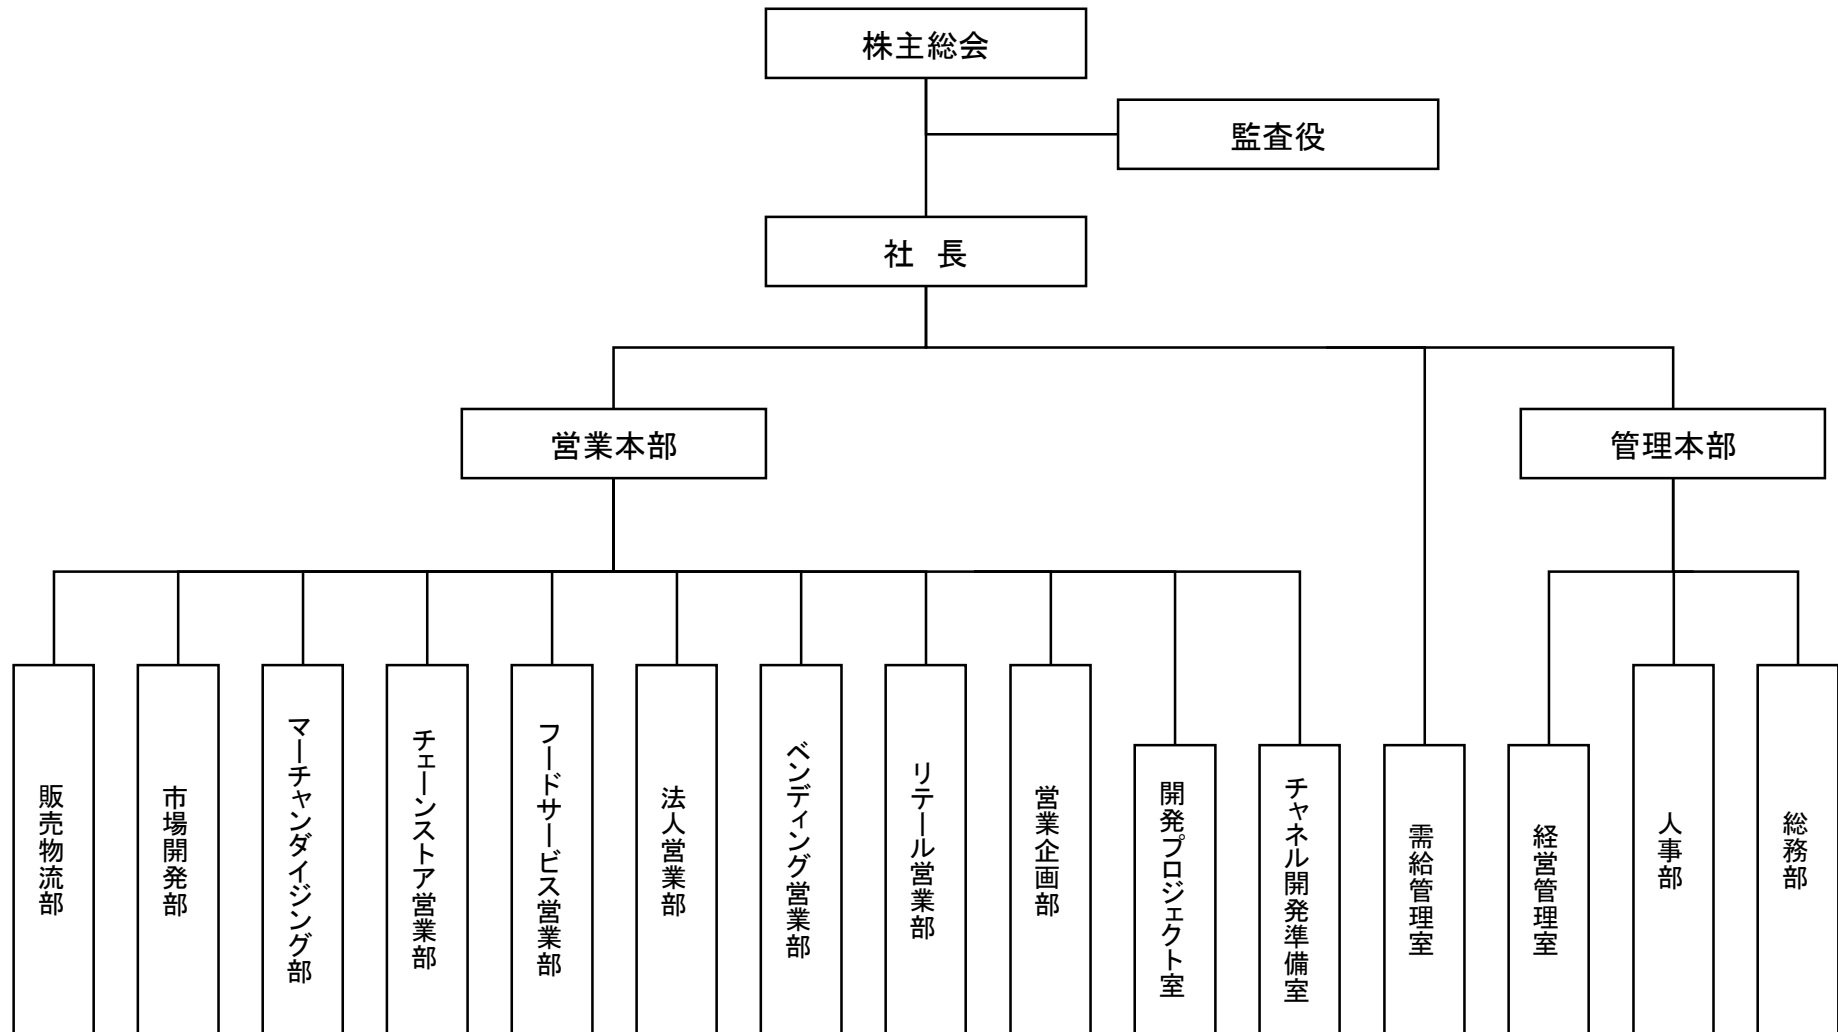 株主総会
監査役
社 長
営業本部
管理本部
販売物流部
市場開発部
マーチャンダイジング部
チェーンストア営業部
フードサービス営業部
法人営業部
ベンディング営業部
リテール営業部
営業企画部
開発プロジェクト室
チャネル開発準備室
需給管理室
経営管理室
人事部
総務部